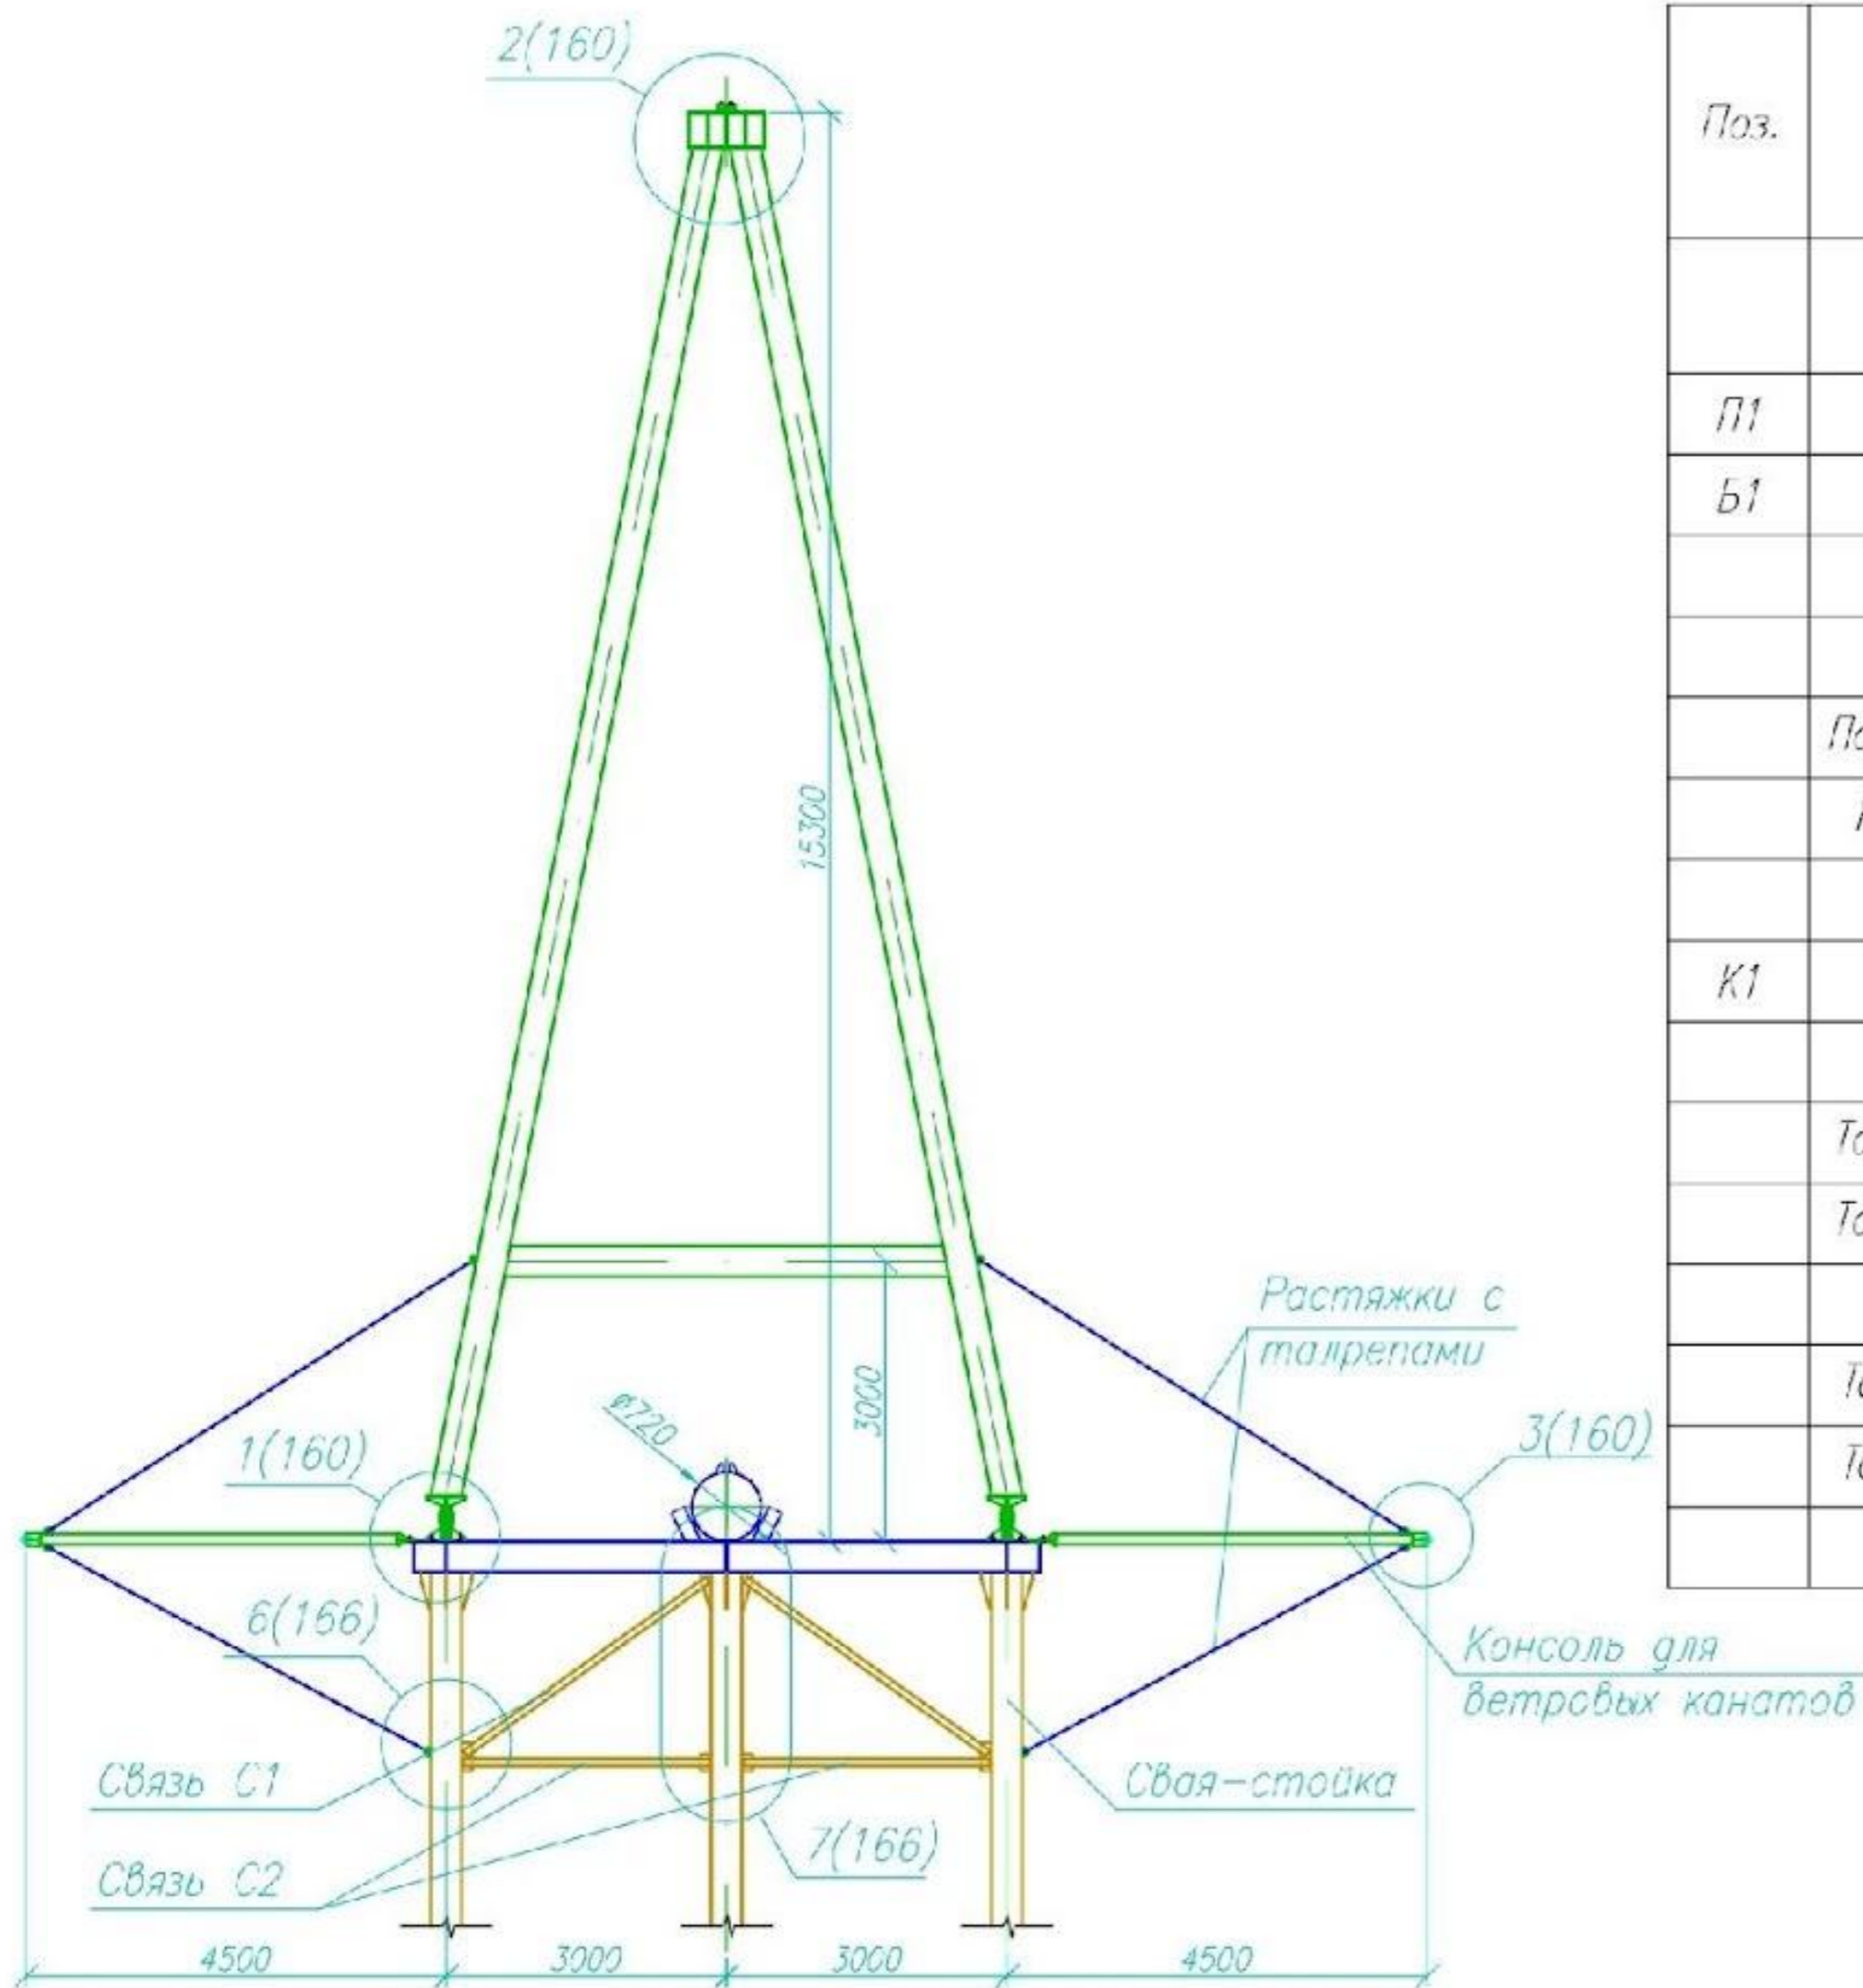 2(160)
Поз.
П1
Б1
15300
К1
Растяжки с
талрепами
3000
ø720
1(160)
3(160)
6(166)
Консоль для
ветровых канатов
Связь С1
Свая-стойка
7(166)
Связь С2
4500
3000
3000
4500